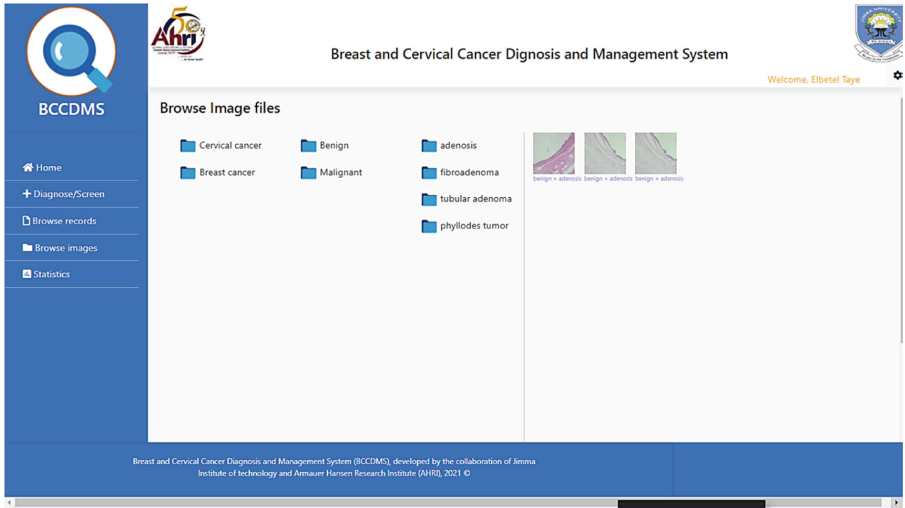 Ahri
Breast and Cervical Cancer Dignosis and Management System
BCCDMS
Welcome, Elbetel Taye
Home
Diagnose/Screen
Browse records
Browse images
Statistics
Browse Image files
Cervical cancer
Breast cancer
Benign
Malignant
adenosis
fibroadenoma
tubular adenoma
phyllodes tumor
benign > adenosis benign > adenosis benign > adenosis
Breast and Cervical Cancer Diagnosis and Management System (BCCDMS), developed by the collaboration of Jimma
Institute of technology and Armauer Hansen Research Institute (AHRI), 2021 ©